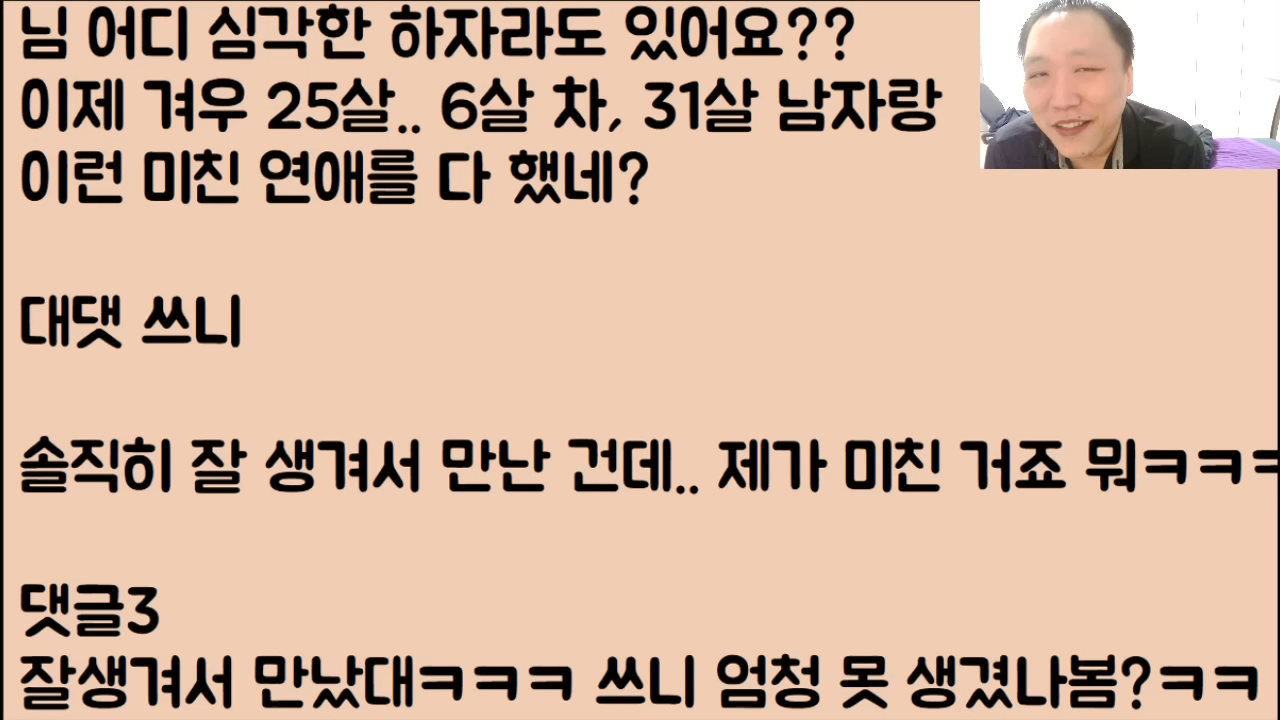 님 어디 심각한 하자라도 있어요??
이제 겨우 25살.. 6살 차, 31살 남자랑
이런 미친 연애를 다 했네?
대댓 쓰니
솔직히 잘 생겨서 만난 건데.. 제가 미친 거죠 뭐ㅋㅋㅋ
댓글3
잘생겨서 만났대ㅋㅋㅋ 쓰니 엄청 못 생겼나봄?ㅋㅋ